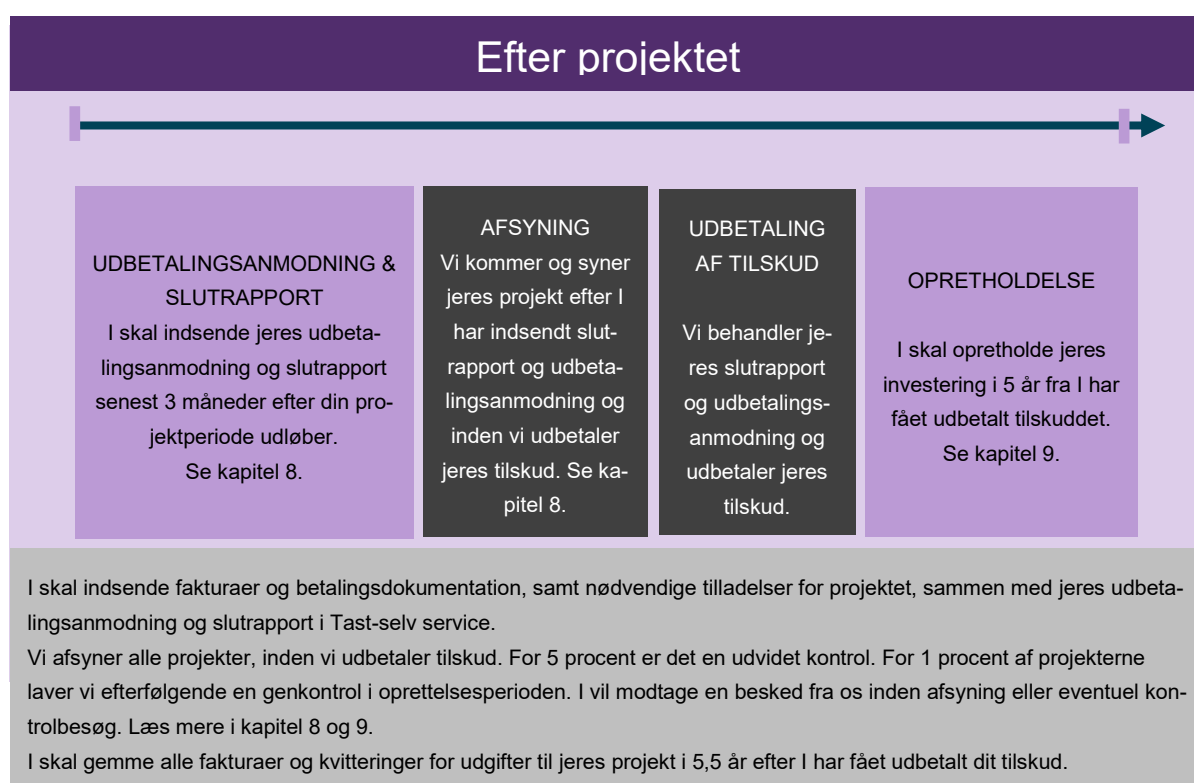 Efter projektet
UDBETALINGSANMODNING &
SLUTRAPPORT
I skal indsende jeres udbeta-
lingsanmodning og slutrapport
senest 3 måneder efter din pro-
jektperiode udløber.
Se kapitel 8.
AFSYNING
Vi kommer og syner
jeres projekt efter I
har indsendt slut-
rapport og udbeta-
lingsanmodning og
inden vi udbetaler
jeres tilskud. Se ka-
pitel 8.
UDBETALING
AF TILSKUD
Vi behandler je-
res slutrapport
og udbetalings-
anmodning og
udbetaler jeres
tilskud.
OPRETHOLDELSE
I skal opretholde jeres
investering i 5 år fra I har
fået udbetalt tilskuddet.
Se kapitel 9.
I skal indsende fakturaer og betalingsdokumentation, samt nødvendige tilladelser for projektet, sammen med jeres udbeta-
lingsanmodning og slutrapport i Tast-selv service.
Vi afsyner alle projekter, inden vi udbetaler tilskud. For 5 procent er det en udvidet kontrol. For 1 procent af projekterne
laver vi efterfølgende en genkontrol i oprettelsesperioden. I vil modtage en besked fra os inden afsyning eller eventuel kon-
trolbesøg. Læs mere i kapitel 8 og 9.
I skal gemme alle fakturaer og kvitteringer for udgifter til jeres projekt i 5,5 år efter I har fået udbetalt dit tilskud.